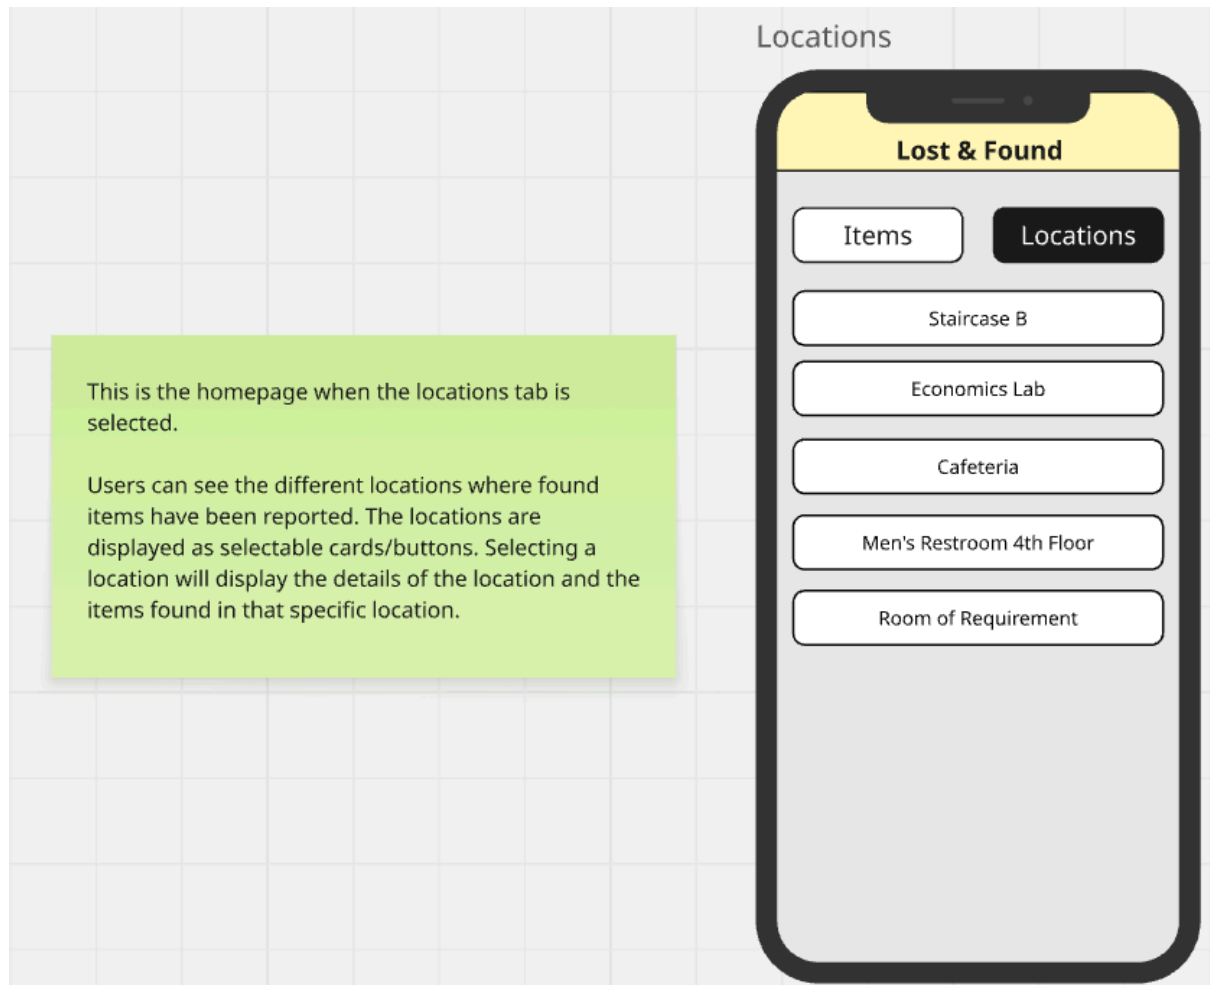 Locations
Lost & Found
Items
Locations
Staircase B
Economics Lab
Cafeteria
Men's Restroom 4th Floor
Room of Requirement
This is the homepage when the locations tab is
selected.
Users can see the different locations where found
items have been reported. The locations are
displayed as selectable cards/buttons. Selecting a
location will display the details of the location and the
items found in that specific location.